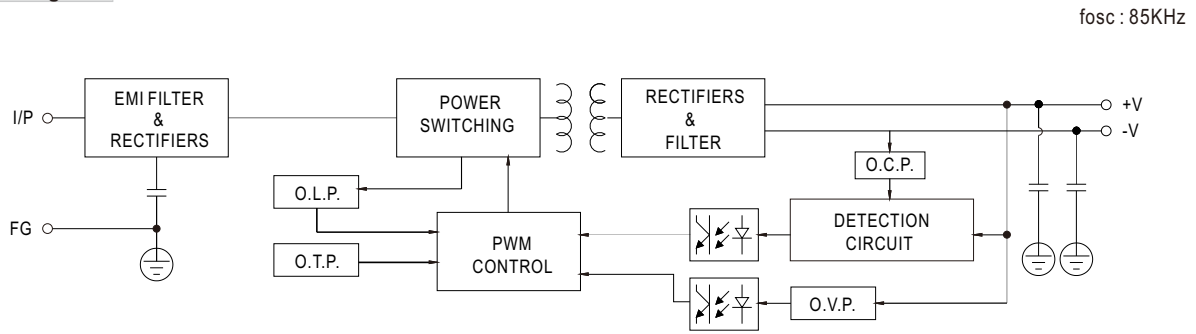 fosc : 85KHz
I/P
EMI FILTER
&
RECTIFIERS
POWER
SWITCHING
RECTIFIERS
&
FILTER
+V
-V
O.C.P.
O.L.P.
FG
PWM
CONTROL
DETECTION
CIRCUIT
O.T.P.
O.V.P.